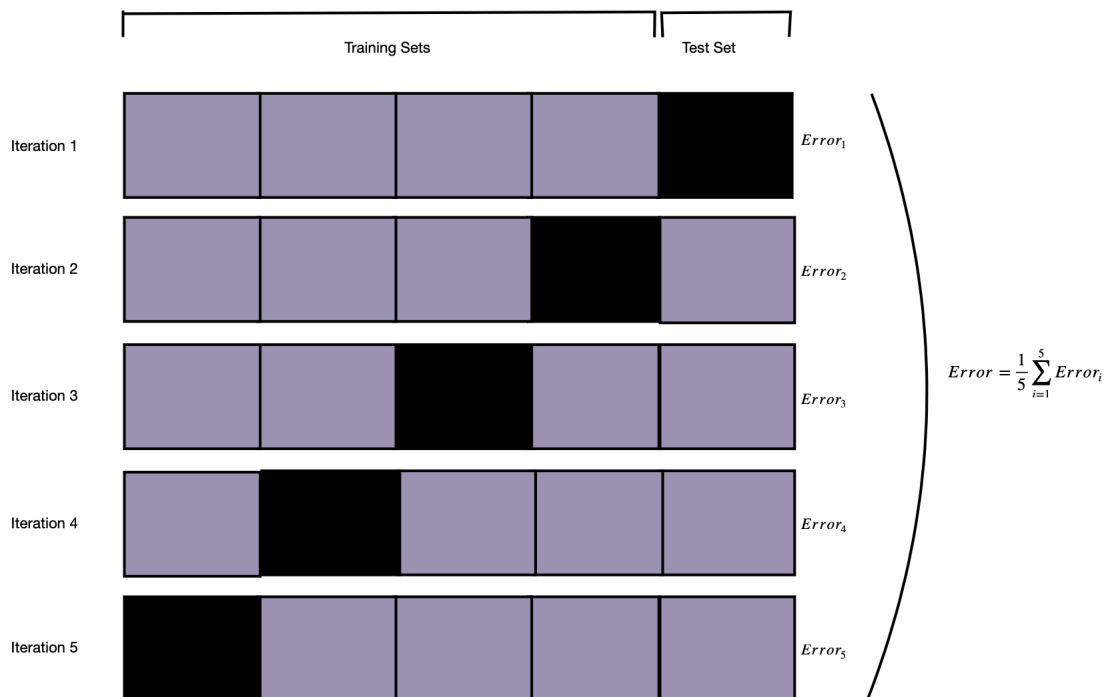 Training Sets
Test Set
Iteration 1
Error₁
Iteration 2
Error₂
Iteration 3
Error₃
Error = 1/5 ∑_{i=1}^{5} Errorᵢ
Iteration 4
Error₄
Iteration 5
Error₅